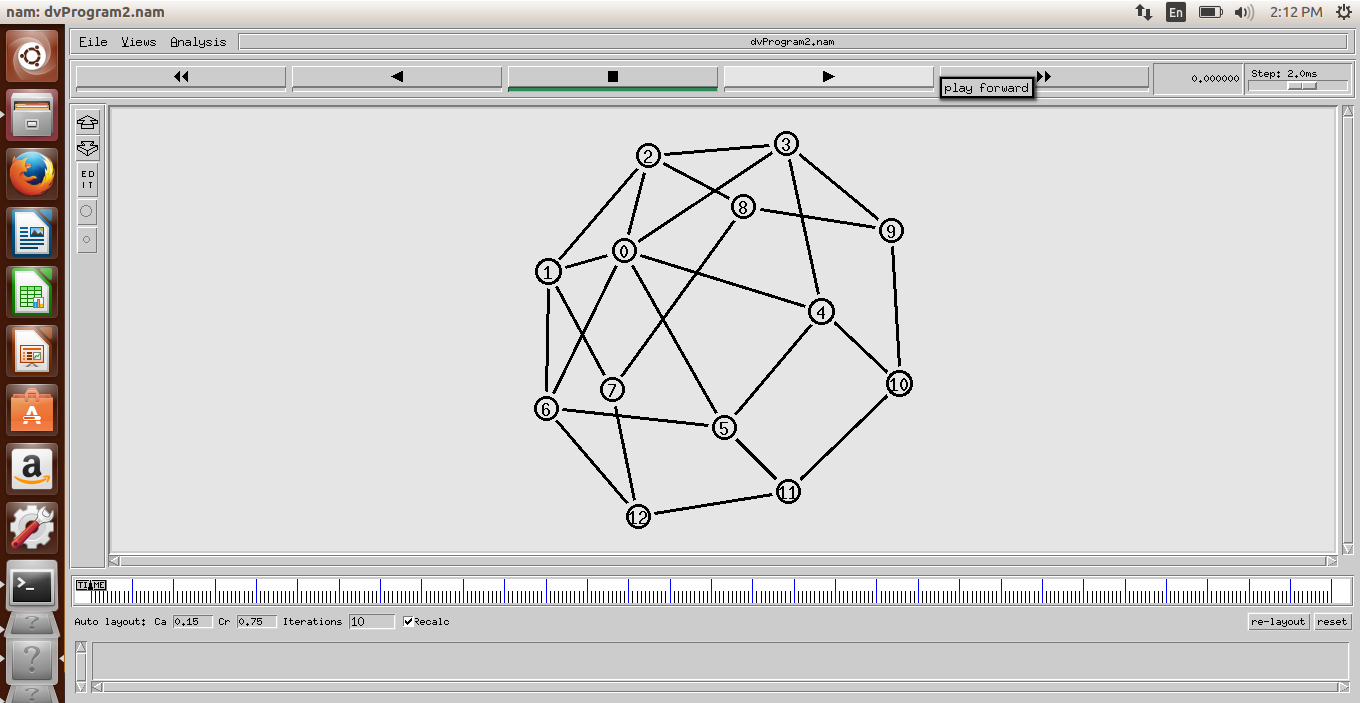 nam: dvProgram2.nam
En
2:12 PM
File Views Analysis
dvProgram2.nam
0.000000
Step: 2.0ms
play forward
ED
IT
2
3
8
9
0
1
4
10
7
6
5
11
12
TIME
Auto layout: Ca 0.15 Cr 0.75 Iterations 10 Recalc
re-layout reset